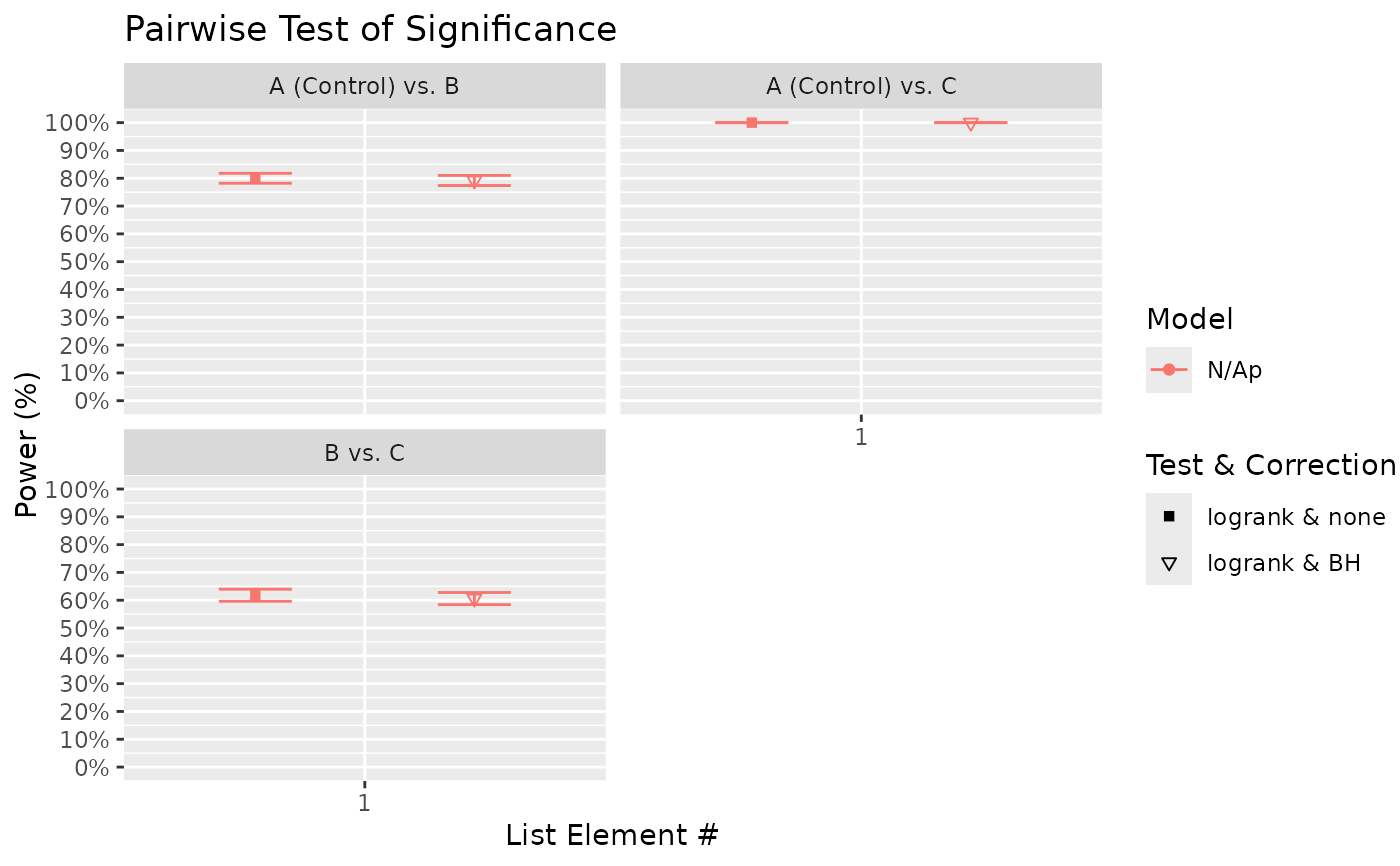 Pairwise Test of Significance
A (Control) vs. B
A (Control) vs. C
100%
90%
80%
70%
60%
50%
40%
30%
20%
10%
0%
1
B vs. C
100%
90%
80%
70%
60%
50%
40%
30%
20%
10%
0%
1
Power (%)
List Element #
Model
N/Ap
Test & Correction
logrank & none
logrank & BH